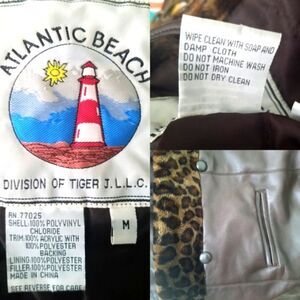 ATLANTIC BEACH
DIVISION OF TIGER J.L.L.C.
RN 77025
SHELL:100%POLYVINYL
CHLORIDE
TRIM:100% ACRYLIC WITH
100%POLYESTER
BACKING
LINING:100%POLYESTER
FILLER:100%POLYESTER
MADE IN CHINA
SEE REVERSE FOR CARE
M
WIPE CLEAN WITH SOAP AND
DAMP CLOTH
DO NOT MACHINE WASH
DO NOT IRON
DO NOT DRY CLEAN